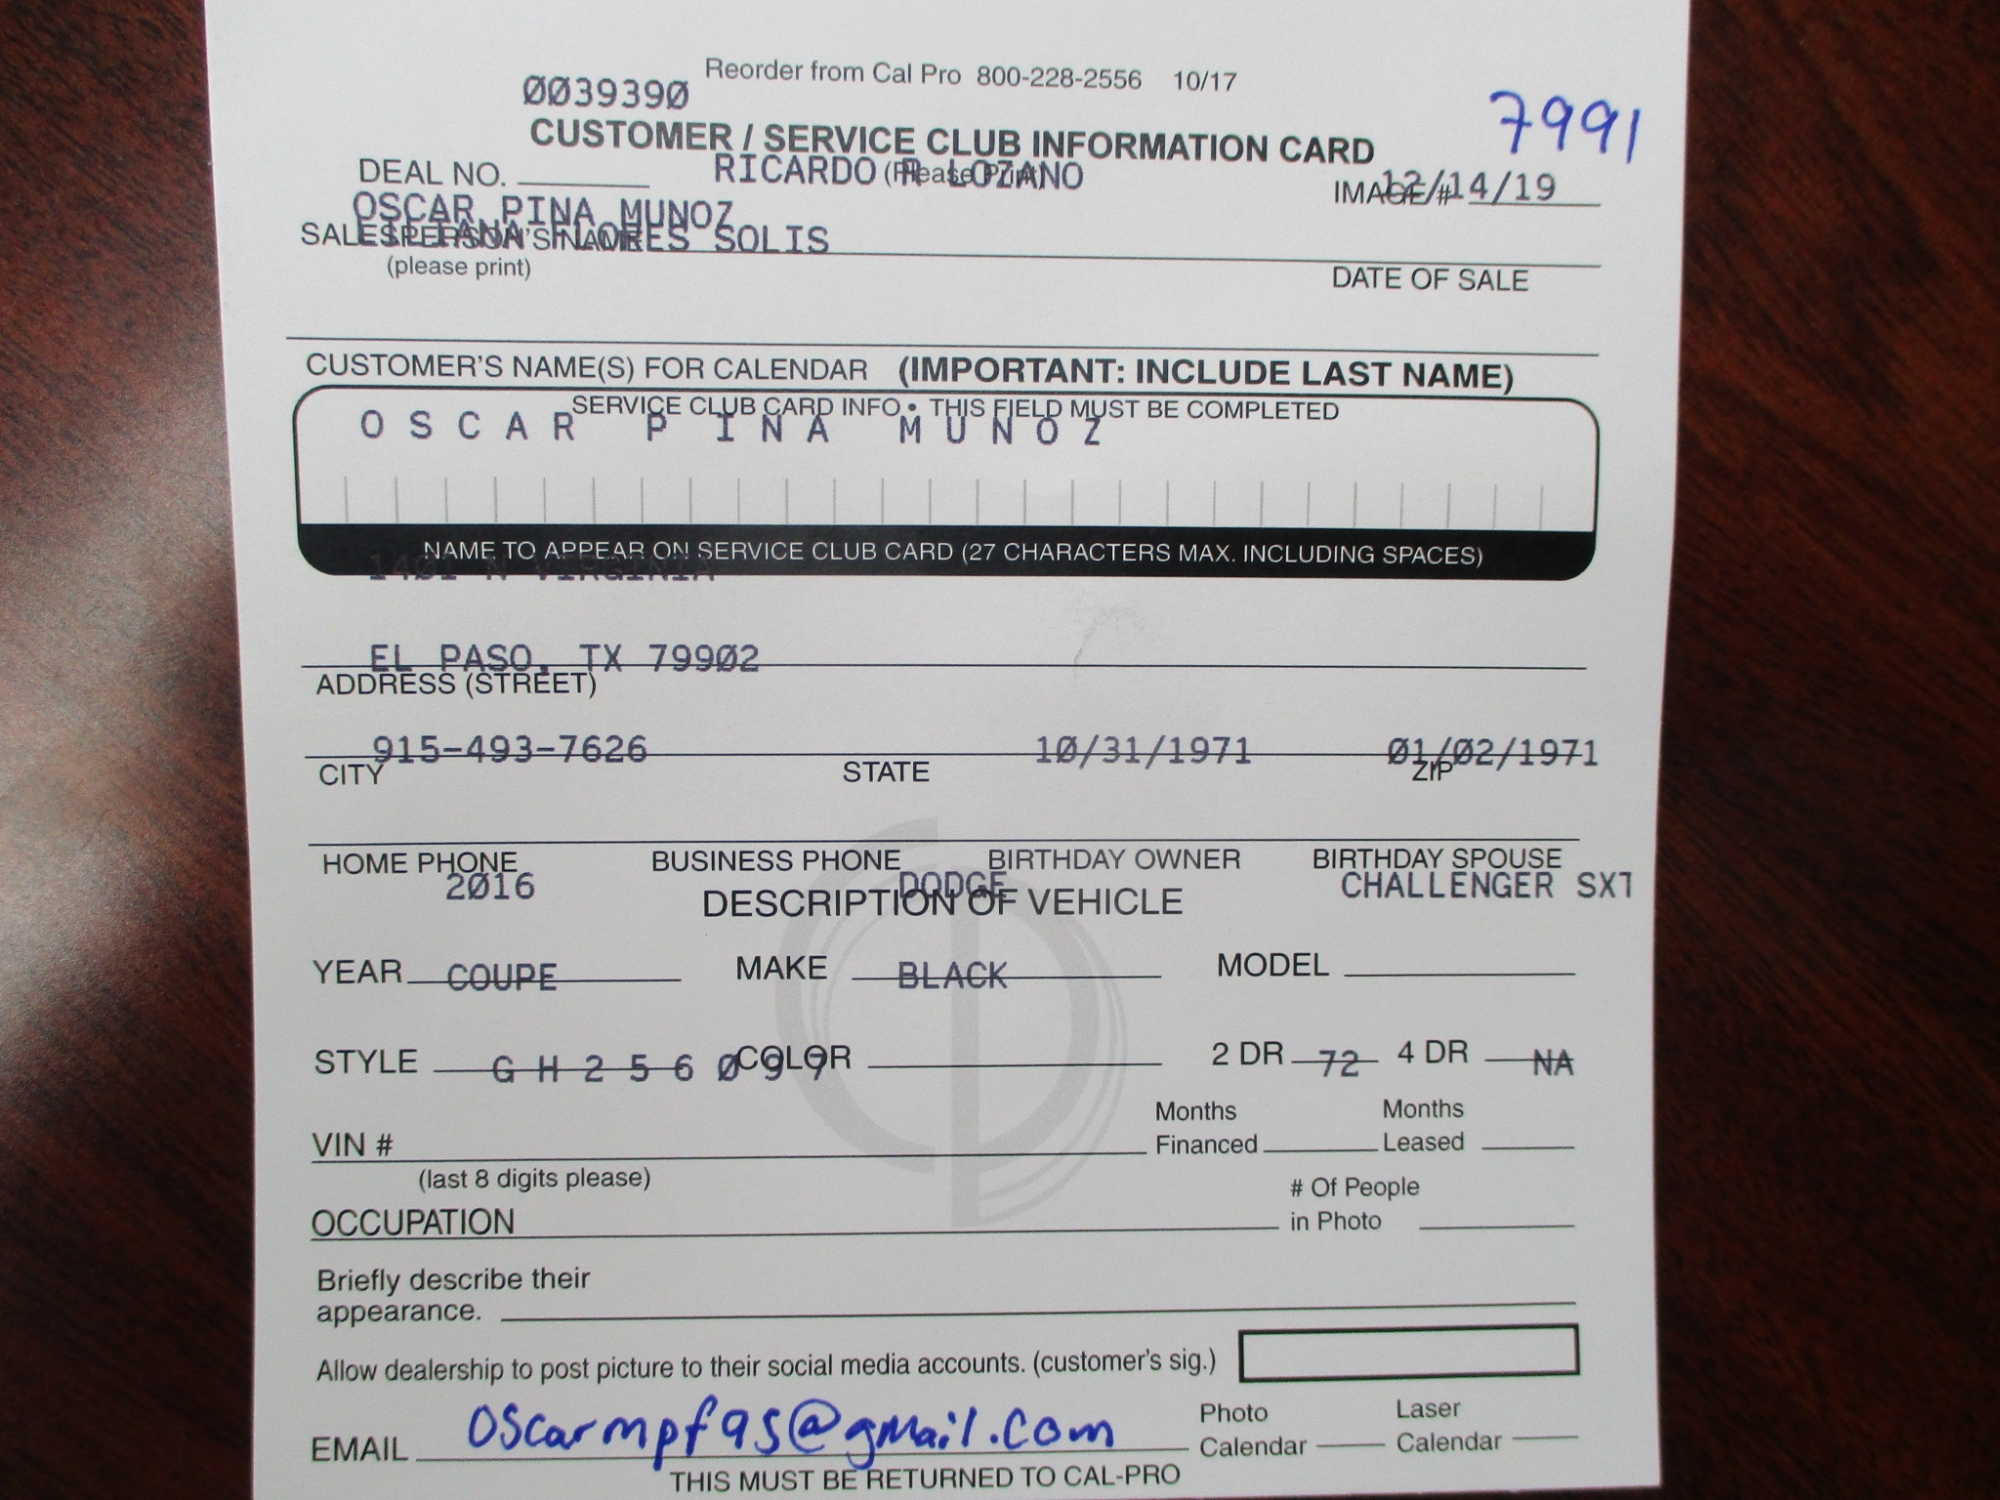 Reorder from Cal Pro 800-228-2556 10/17
0039390
7991
CUSTOMER / SERVICE CLUB INFORMATION CARD
DEAL NO. RICARDO R LOZANO (Please Print)
IMAGE # 12/14/19
OSCAR PINA MUNOZ
SALESPERSON'S NAME FLORES SOLIS
(please print) DATE OF SALE
CUSTOMER'S NAME(S) FOR CALENDAR (IMPORTANT: INCLUDE LAST NAME)
SERVICE CLUB CARD INFO • THIS FIELD MUST BE COMPLETED
OSCAR PINA MUNOZ
NAME TO APPEAR ON SERVICE CLUB CARD (27 CHARACTERS MAX. INCLUDING SPACES)
1401 N VIRGINIA
EL PASO, TX 79902
ADDRESS (STREET)
915-493-7626 10/31/1971 01/02/1971
CITY STATE ZIP
HOME PHONE BUSINESS PHONE BIRTHDAY OWNER BIRTHDAY SPOUSE
2016 DODGE CHALLENGER SXT
DESCRIPTION OF VEHICLE
YEAR COUPE MAKE BLACK MODEL
STYLE GH256097 COLOR 2 DR 72 4 DR NA
Months Months
VIN # Financed Leased
(last 8 digits please)
# Of People
OCCUPATION in Photo
Briefly describe their
appearance.
Allow dealership to post picture to their social media accounts. (customer's sig.)
Photo Laser
EMAIL oscarmpf95@gmail.com Calendar Calendar
THIS MUST BE RETURNED TO CAL-PRO